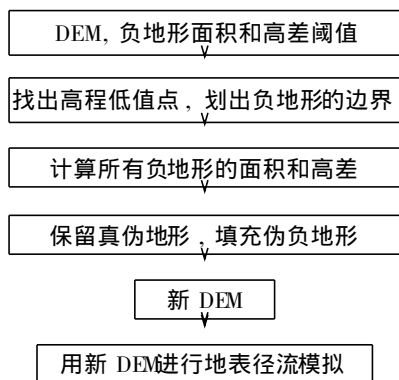 DEM, 负地形面积和高差阈值
找出高程低值点, 划出负地形的边界
计算所有负地形的面积和高差
保留真伪地形, 填充伪负地形
新 DEM
用新 DEM进行地表径流模拟